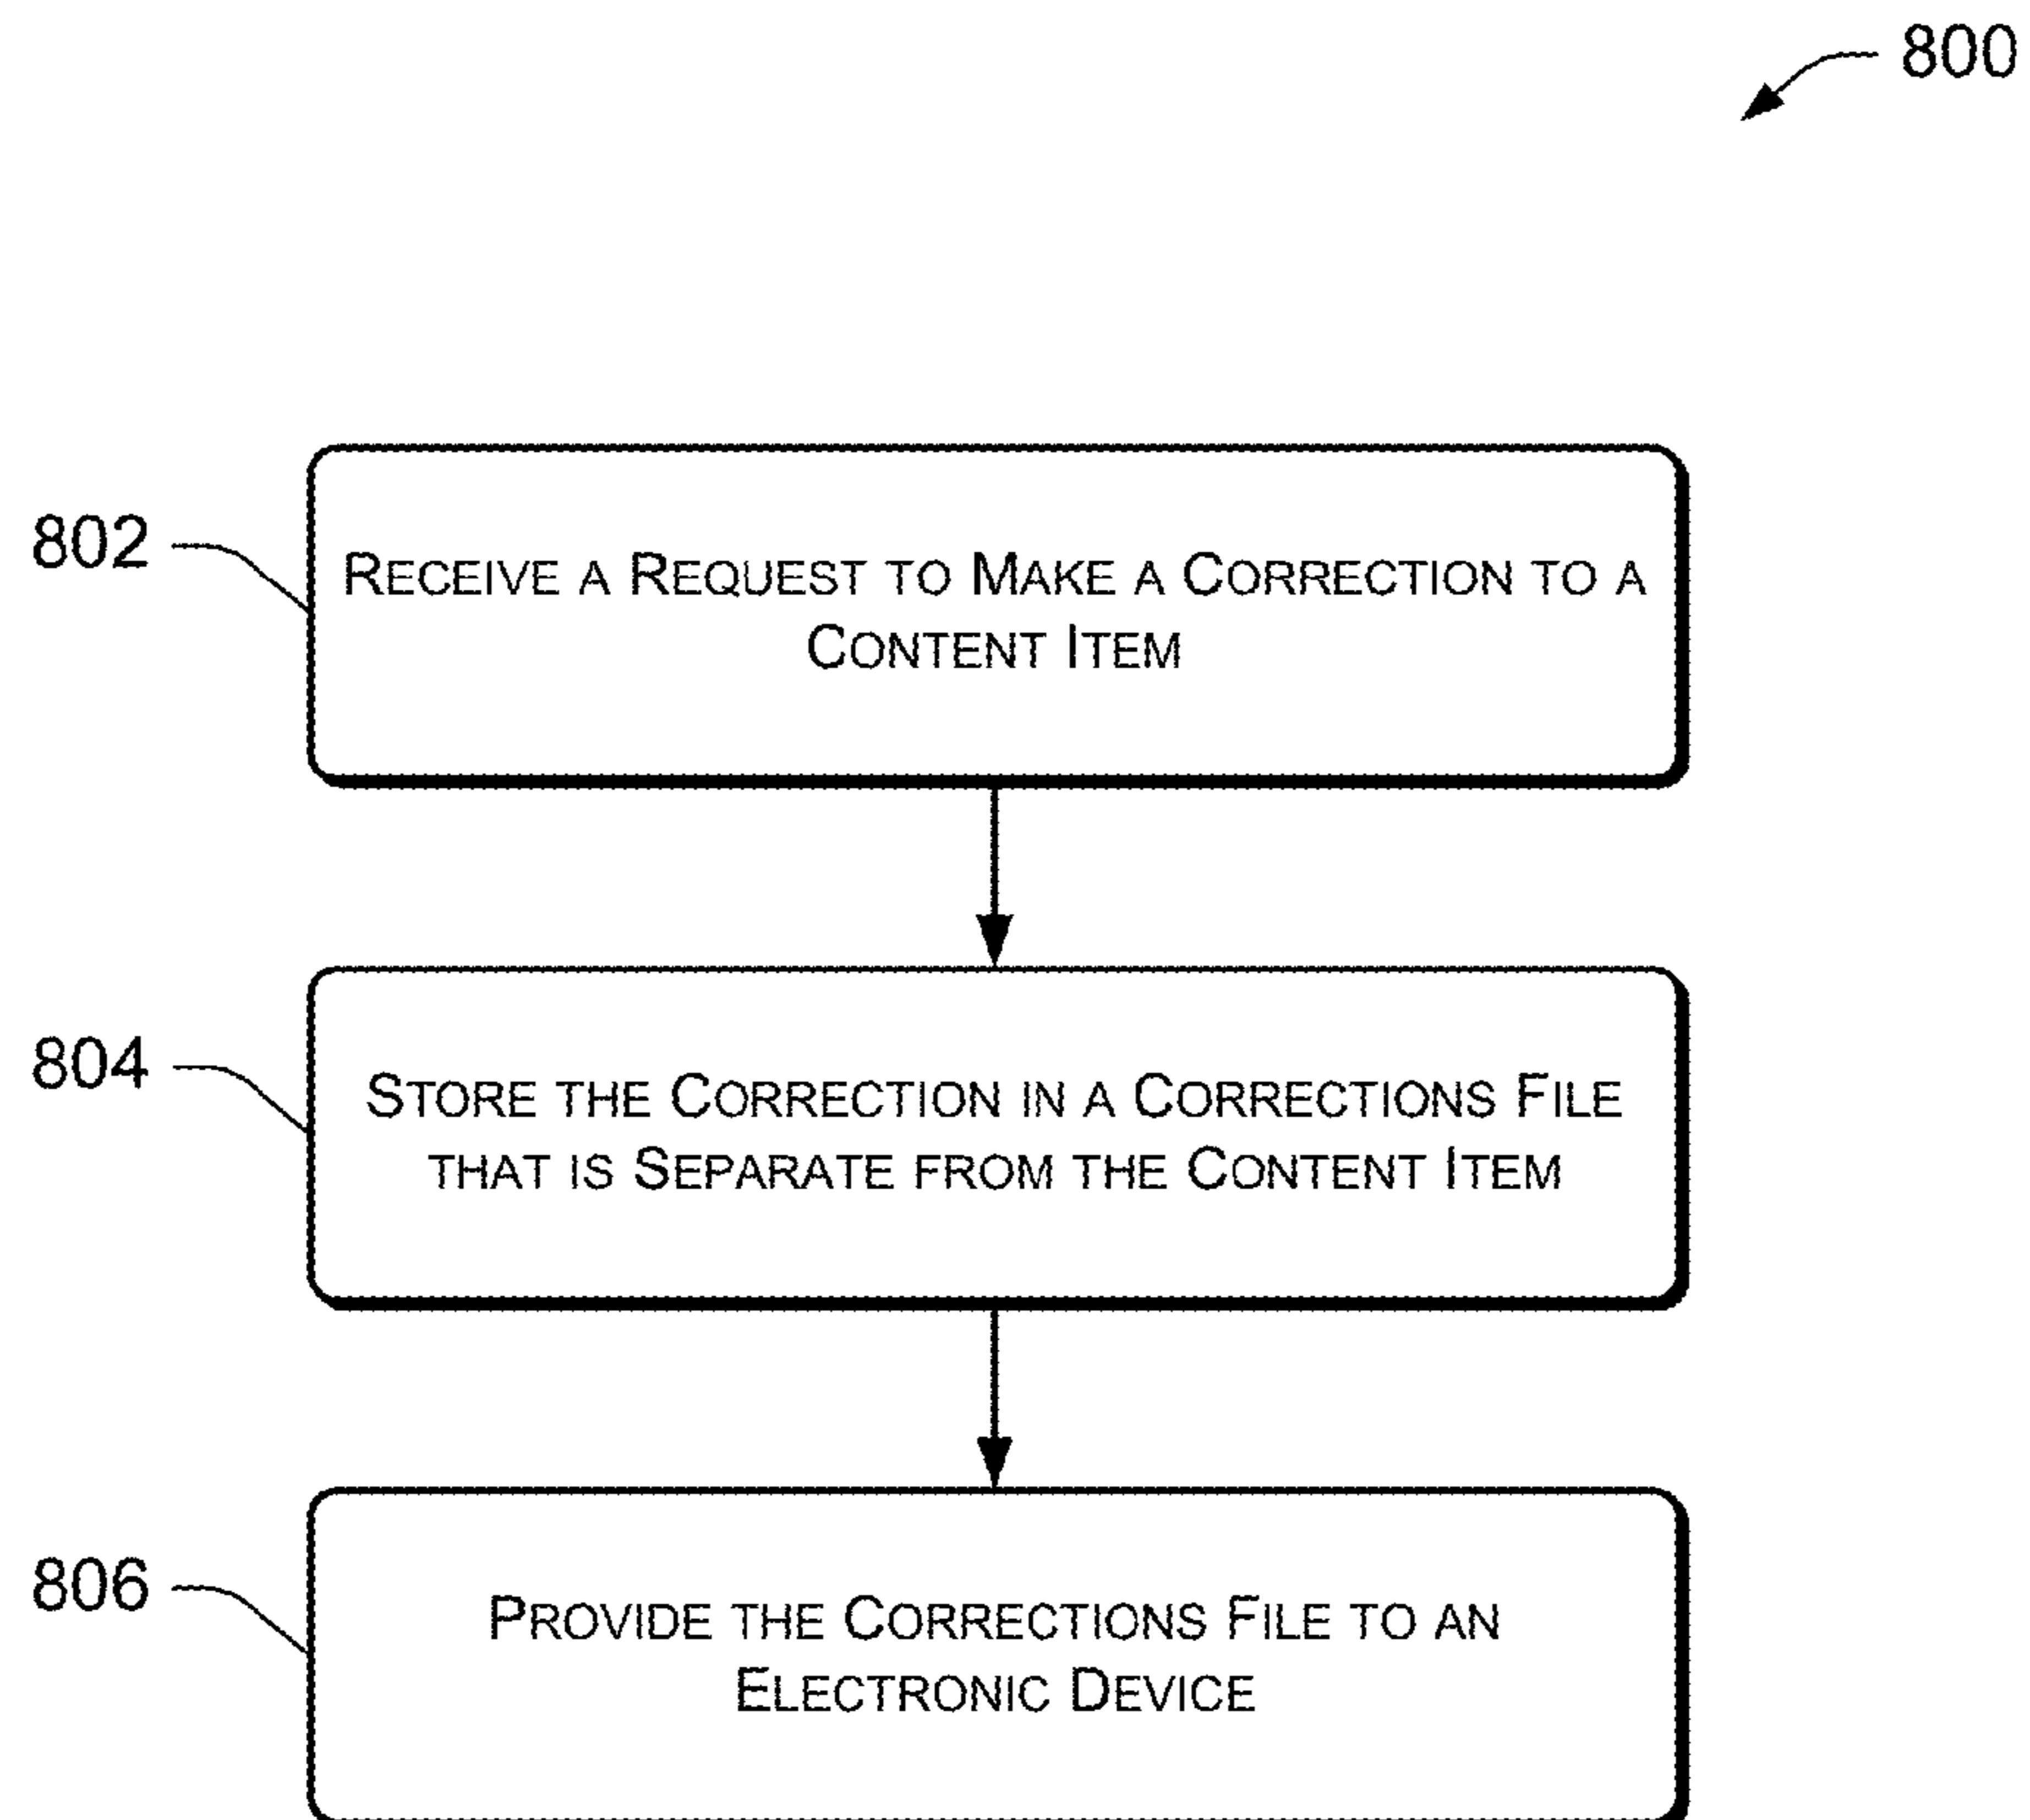 800
802
RECEIVE A REQUEST TO MAKE A CORRECTION TO A
CONTENT ITEM
804
STORE THE CORRECTION IN A CORRECTIONS FILE
THAT IS SEPARATE FROM THE CONTENT ITEM
806
PROVIDE THE CORRECTIONS FILE TO AN
ELECTRONIC DEVICE